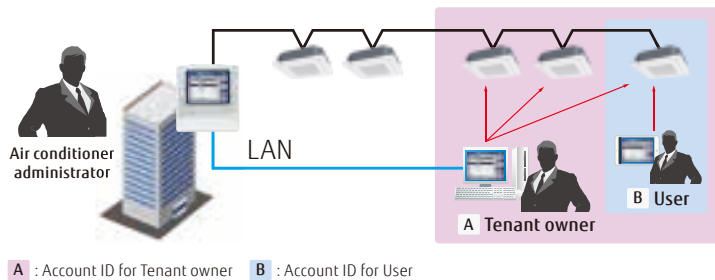 Air conditioner
administrator
LAN
A Tenant owner
B User
A : Account ID for Tenant owner B : Account ID for User